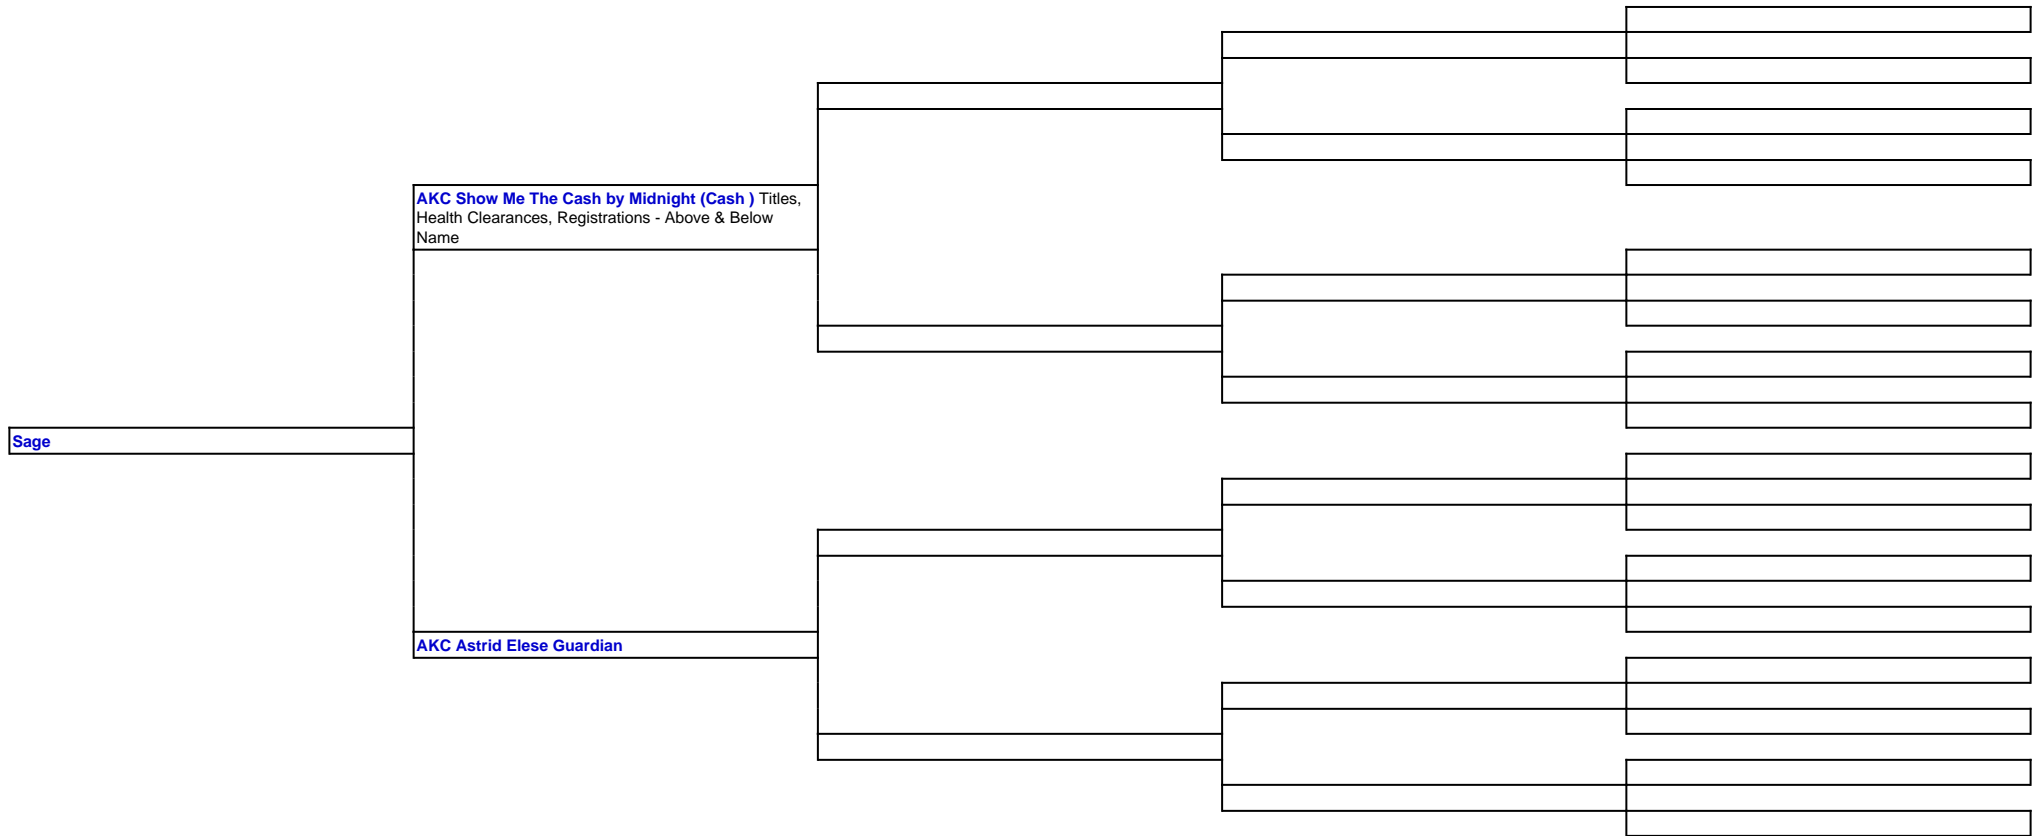 AKC Show Me The Cash by Midnight (Cash ) Titles,
Health Clearances, Registrations - Above & Below
Name
Sage
AKC Astrid Elese Guardian